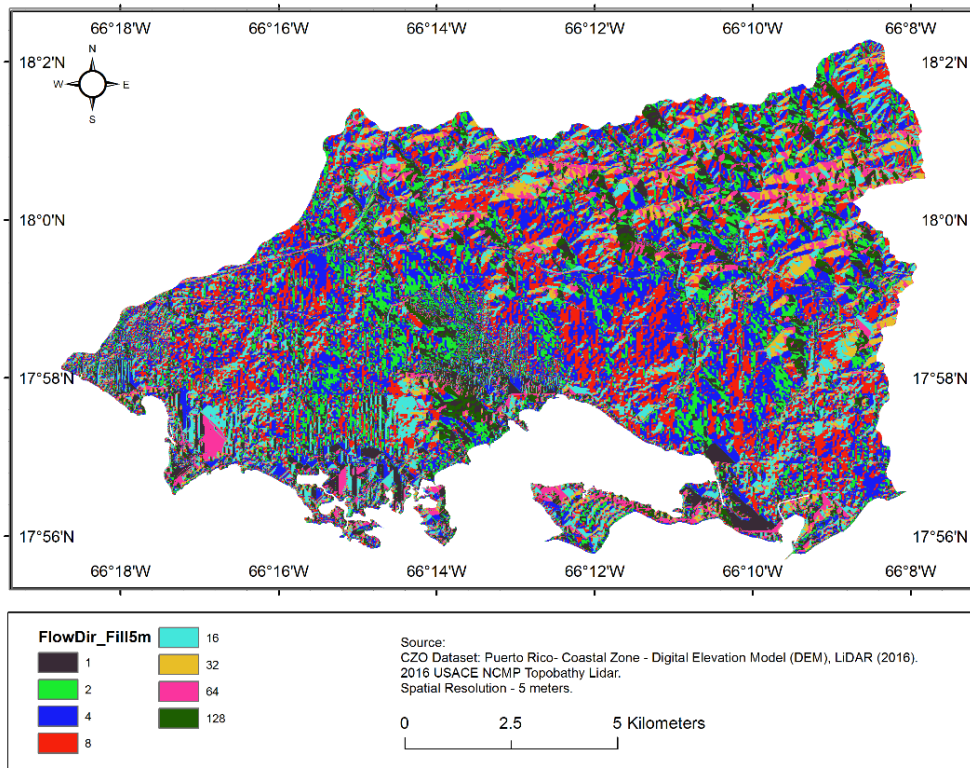 66°18'W 66°16'W 66°14'W 66°12'W 66°10'W 66°8'W
18°2'N 18°2'N
N
W E
S
18°0'N 18°0'N
17°58'N 17°58'N
17°56'N 17°56'N
66°18'W 66°16'W 66°14'W 66°12'W 66°10'W 66°8'W
FlowDir_Fill5m
1
2
4
8
16
32
64
128
Source:
CZO Dataset: Puerto Rico- Coastal Zone - Digital Elevation Model (DEM), LiDAR (2016).
2016 USACE NCMP Topobathy Lidar.
Spatial Resolution - 5 meters.
0 2.5 5 Kilometers